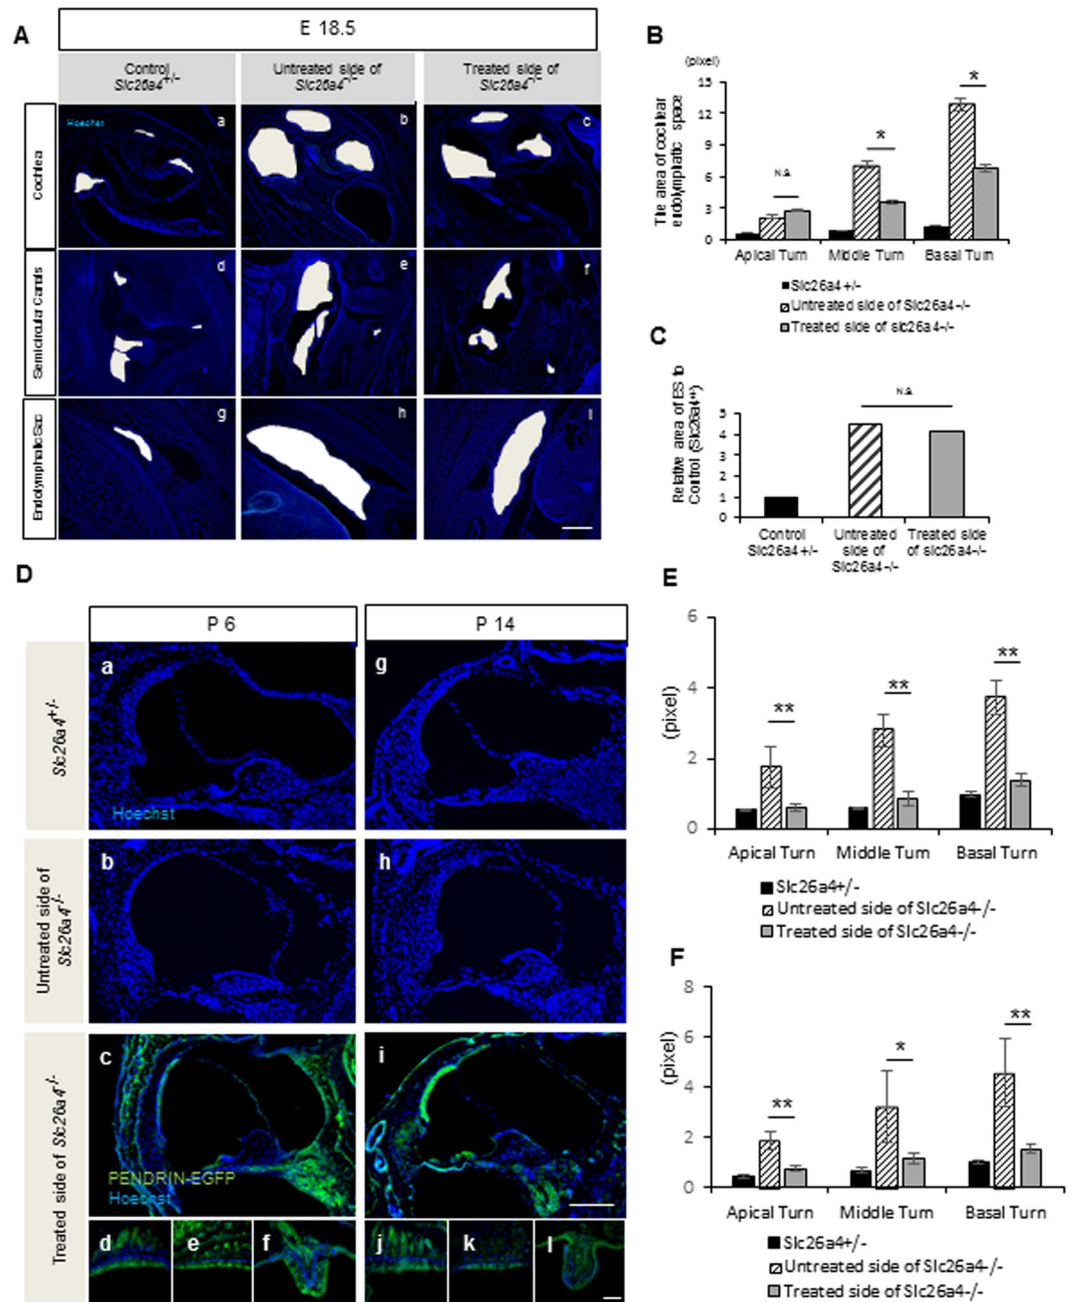 A
E 18.5
Control
Slc26a4+/-
Untreated side of
Slc26a4-/-
Treated side of
Slc26a4-/-
Cochlea
Hoechst
a
b
c
Semicircular Canals
d
e
f
Endolymphatic Sac
g
h
i
B
(pixel)
The area of cochlear
endolymphatic space
15
12
9
6
3
0
N.S.
*
*
Apical Turn
Middle Turn
Basal Turn
Slc26a4+/-
Untreated side of Slc26a4-/-
Treated side of slc26a4-/-
C
Relative area of ES to
Control (Slc26a4+/-)
5
4
3
2
1
0
N.S.
Control
Slc26a4+/-
Untreated
side of
Slc26a4-/-
Treated side
of slc26a4-/-
D
P 6
P 14
Slc26a4+/-
a
Hoechst
g
Untreated side of
Slc26a4-/-
b
h
Treated side of Slc26a4-/-
c
PENDRIN-EGFP
Hoechst
i
d
e
f
j
k
l
E
(pixel)
6
4
2
0
**
**
**
Apical Turn
Middle Turn
Basal Turn
Slc26a4+/-
Untreated side of Slc26a4-/-
Treated side of Slc26a4-/-
F
(pixel)
8
6
4
2
0
**
*
**
Apical Turn
Middle Turn
Basal Turn
Slc26a4+/-
Untreated side of Slc26a4-/-
Treated side of Slc26a4-/-